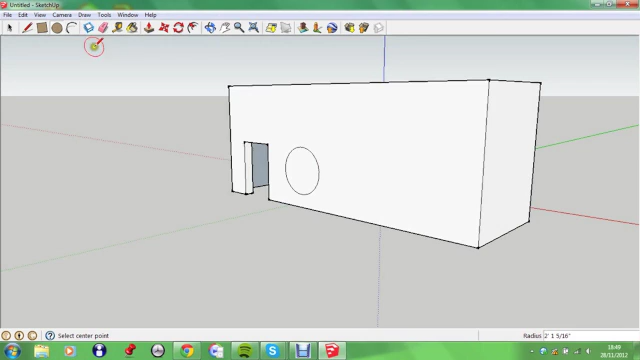 Untitled - SketchUp
File Edit View Camera Draw Tools Window Help
Select center point
Radius 2' 1 5/16"
18:49
28/11/2012